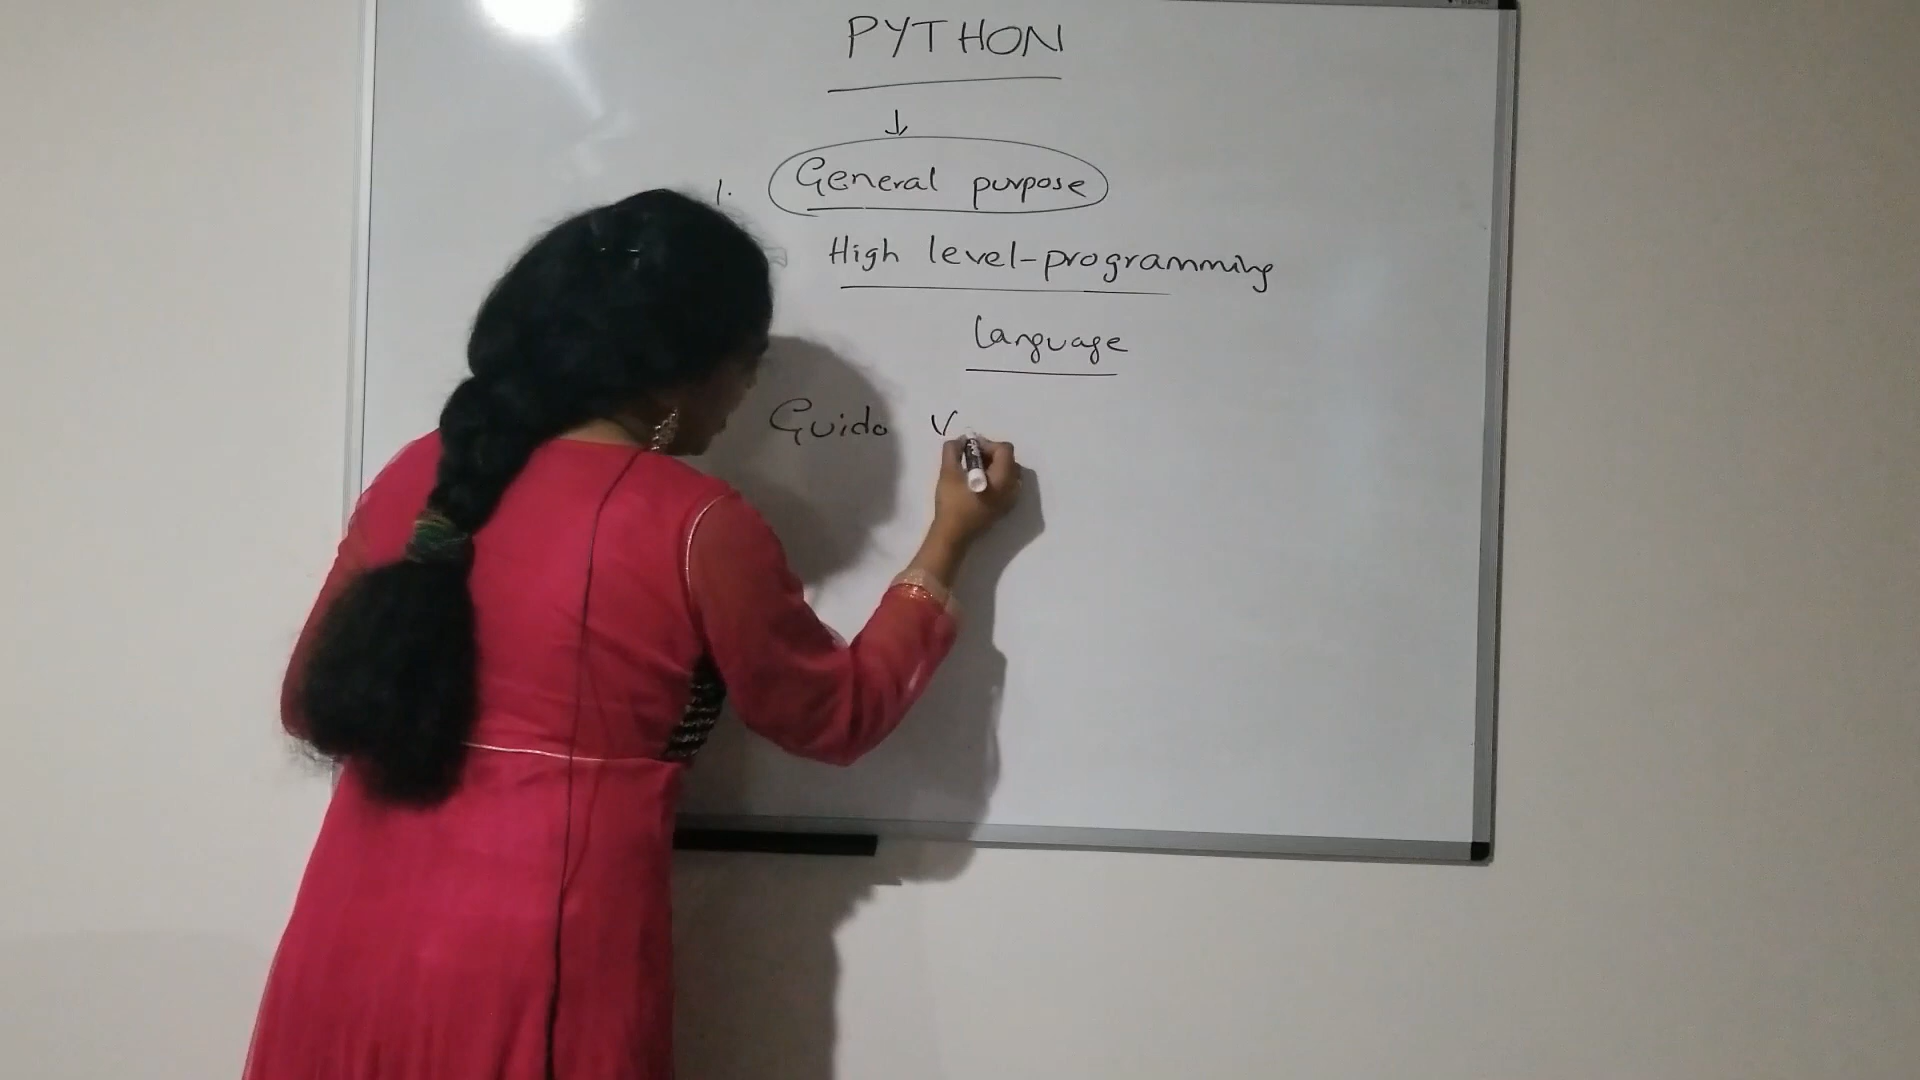 PYTHON
1. General purpose
High level-programming
language
Guido V